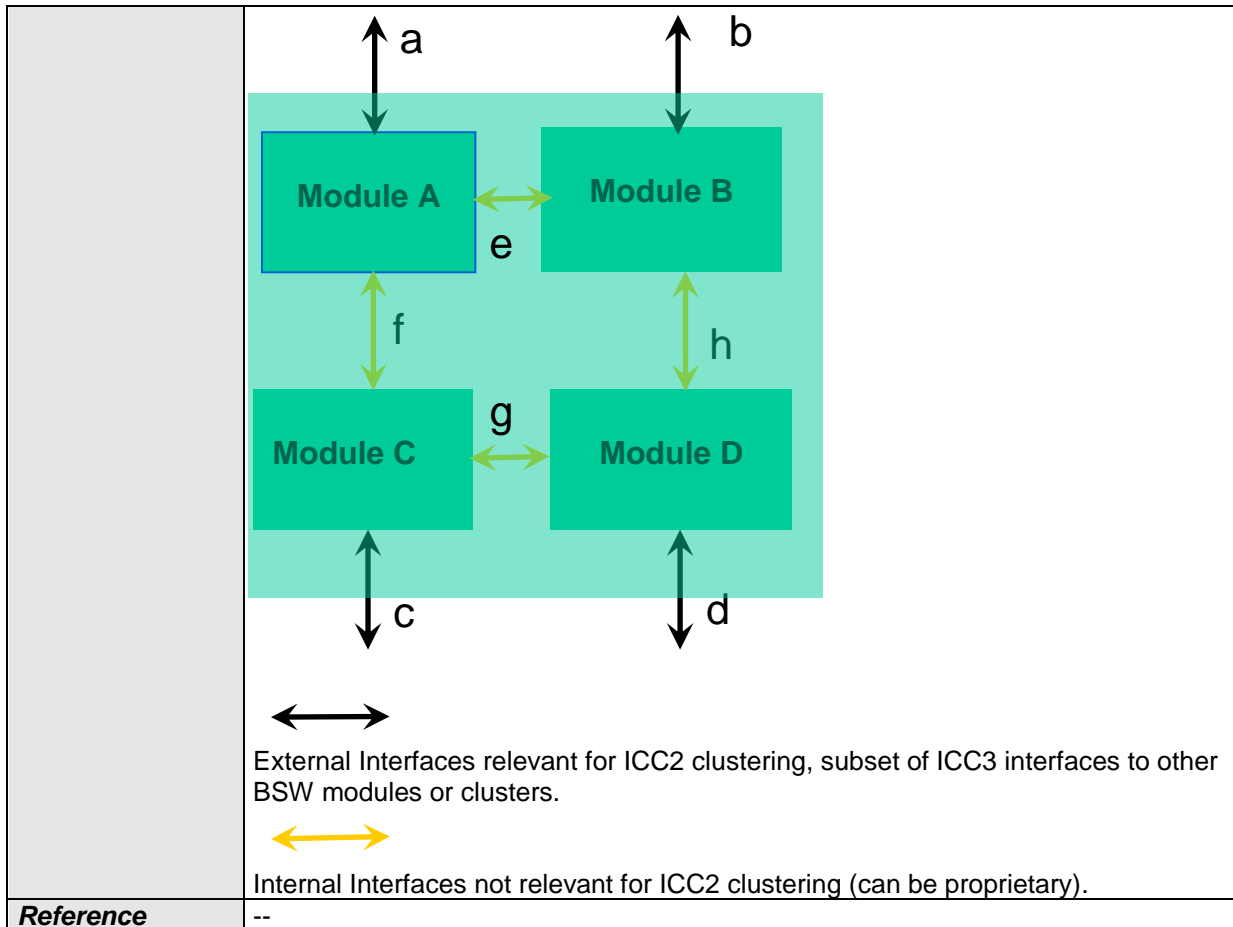 a
b
Module A
Module B
e
f
h
g
Module C
Module D
c
d
External Interfaces relevant for ICC2 clustering, subset of ICC3 interfaces to other
BSW modules or clusters.
Internal Interfaces not relevant for ICC2 clustering (can be proprietary).
Reference
--